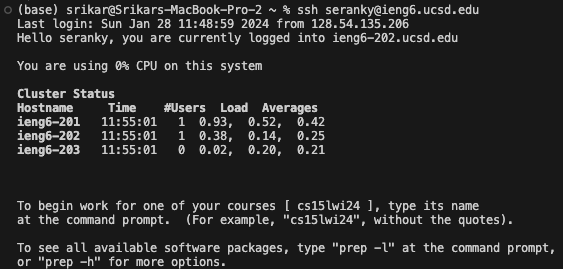 (base) srikar@Srikars-MacBook-Pro-2 ~ % ssh seranky@ieng6.ucsd.edu
Last login: Sun Jan 28 11:48:59 2024 from 128.54.135.206
Hello seranky, you are currently logged into ieng6-202.ucsd.edu
You are using 0% CPU on this system
Cluster Status
Hostname     Time    #Users  Load  Averages
ieng6-201   11:55:01   1  0.93,  0.52,  0.42
ieng6-202   11:55:01   1  0.38,  0.14,  0.25
ieng6-203   11:55:01   0  0.02,  0.20,  0.21
To begin work for one of your courses [ cs15lwi24 ], type its name
at the command prompt.  (For example, "cs15lwi24", without the quotes).
To see all available software packages, type "prep -l" at the command prompt,
or "prep -h" for more options.